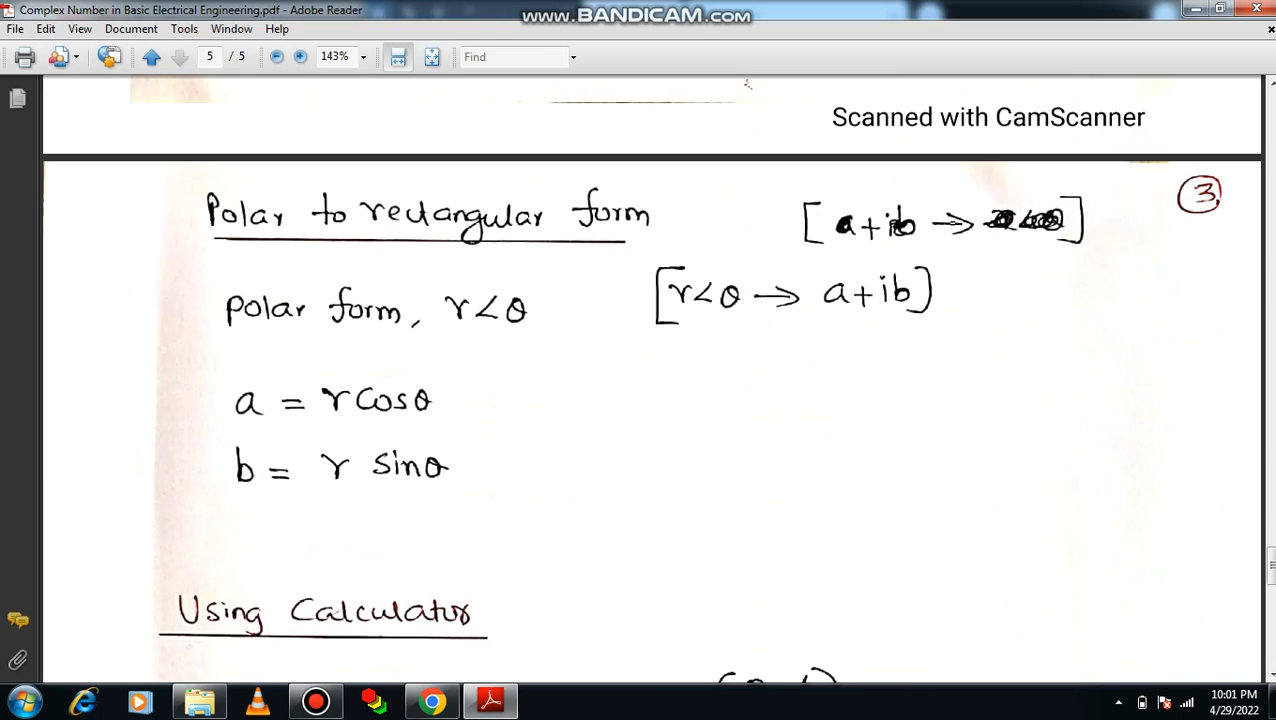 Complex Number in Basic Electrical Engineering.pdf - Adobe Reader
www.BANDICAM.com
File Edit View Document Tools Window Help
5 / 5 143% Find
Scanned with CamScanner
3
Polar to rectangular form [a+ib →
Polar form, r∠θ [r∠θ → a+ib]
a = r cosθ
b = r sinθ
Using Calculator
10:01 PM
4/29/2022